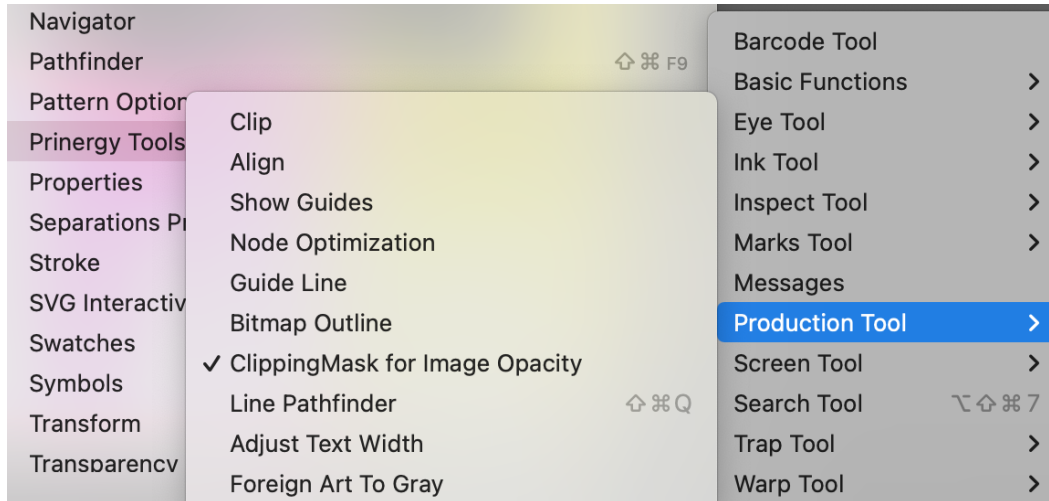 Navigator
Pathfinder ⇧⌘F9
Pattern Option
Prinergy Tools
Properties
Separations Pr
Stroke
SVG Interactiv
Swatches
Symbols
Transform
Transparency
Clip
Align
Show Guides
Node Optimization
Guide Line
Bitmap Outline
✓ ClippingMask for Image Opacity
Line Pathfinder ⇧⌘Q
Adjust Text Width
Foreign Art To Gray
Barcode Tool
Basic Functions
Eye Tool
Ink Tool
Inspect Tool
Marks Tool
Messages
Production Tool
Screen Tool
Search Tool ⌥⇧⌘7
Trap Tool
Warp Tool